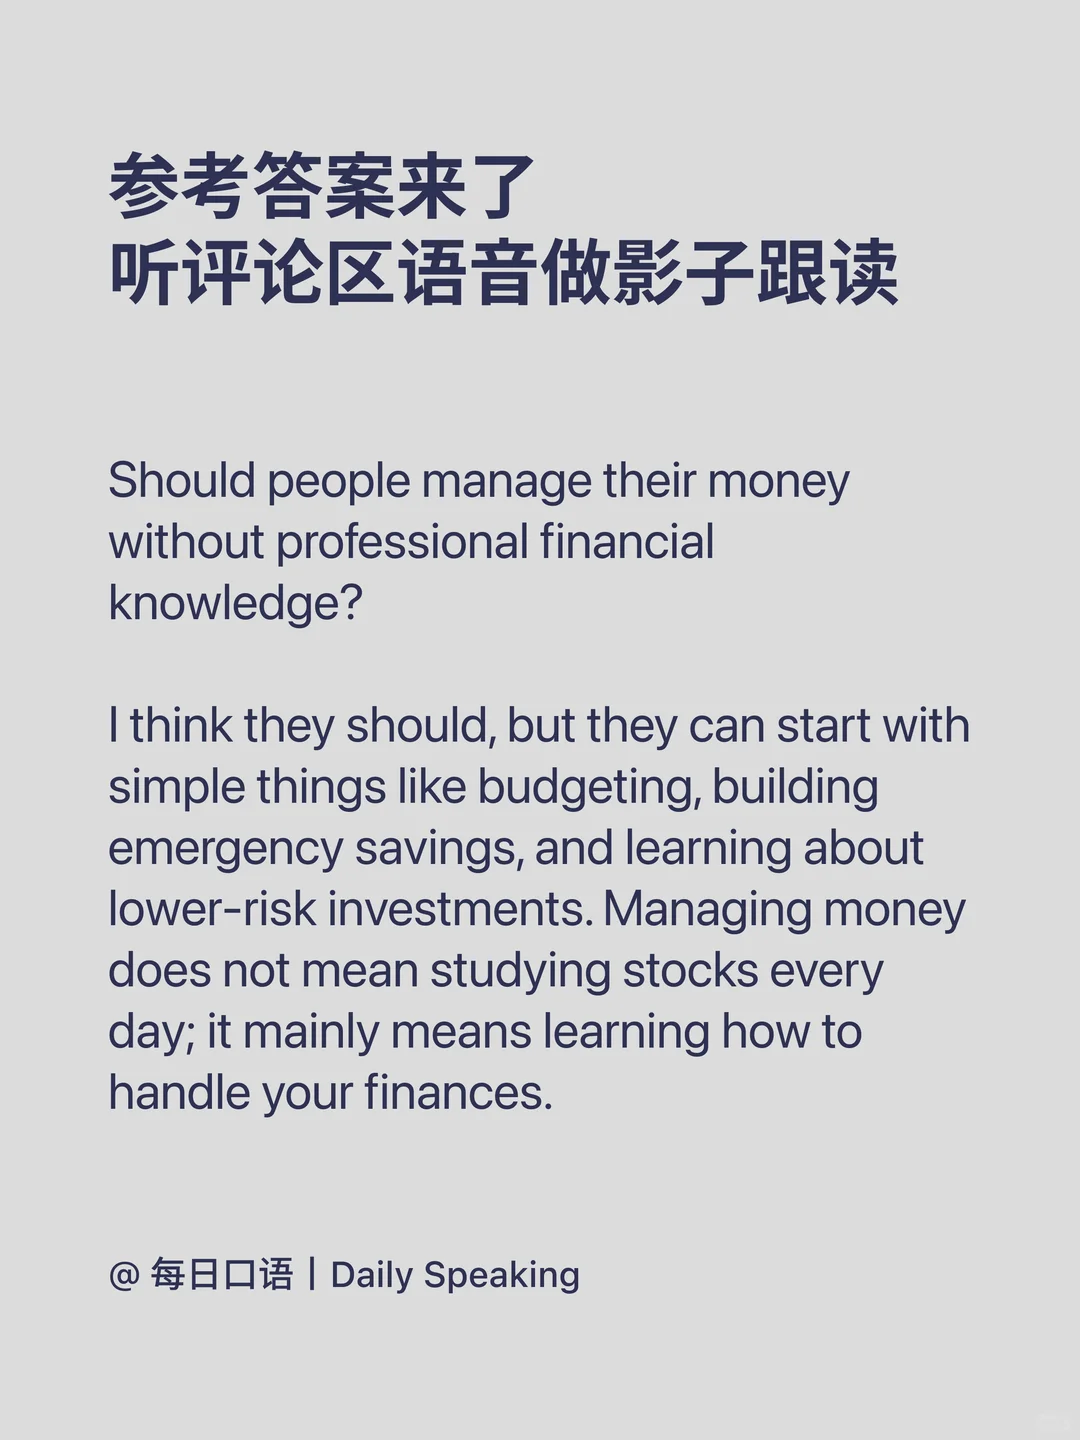 参考答案来了
听评论区语音做影子跟读
Should people manage their money
without professional financial
knowledge?
I think they should, but they can start with
simple things like budgeting, building
emergency savings, and learning about
lower-risk investments. Managing money
does not mean studying stocks every
day; it mainly means learning how to
handle your finances.
@ 每日口语｜Daily Speaking